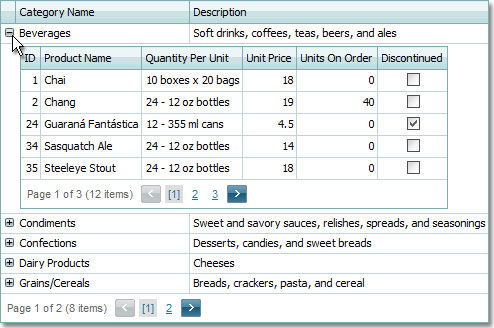 Category Name Description
Beverages Soft drinks, coffees, teas, beers, and ales
ID Product Name Quantity Per Unit Unit Price Units On Order Discontinued
1 Chai 10 boxes x 20 bags 18 0
2 Chang 24 - 12 oz bottles 19 40
24 Guaraná Fantástica 12 - 355 ml cans 4.5 0
34 Sasquatch Ale 24 - 12 oz bottles 14 0
35 Steeleye Stout 24 - 12 oz bottles 18 0
Page 1 of 3 (12 items) [1] 2 3
Condiments Sweet and savory sauces, relishes, spreads, and seasonings
Confections Desserts, candies, and sweet breads
Dairy Products Cheeses
Grains/Cereals Breads, crackers, pasta, and cereal
Page 1 of 2 (8 items) [1] 2